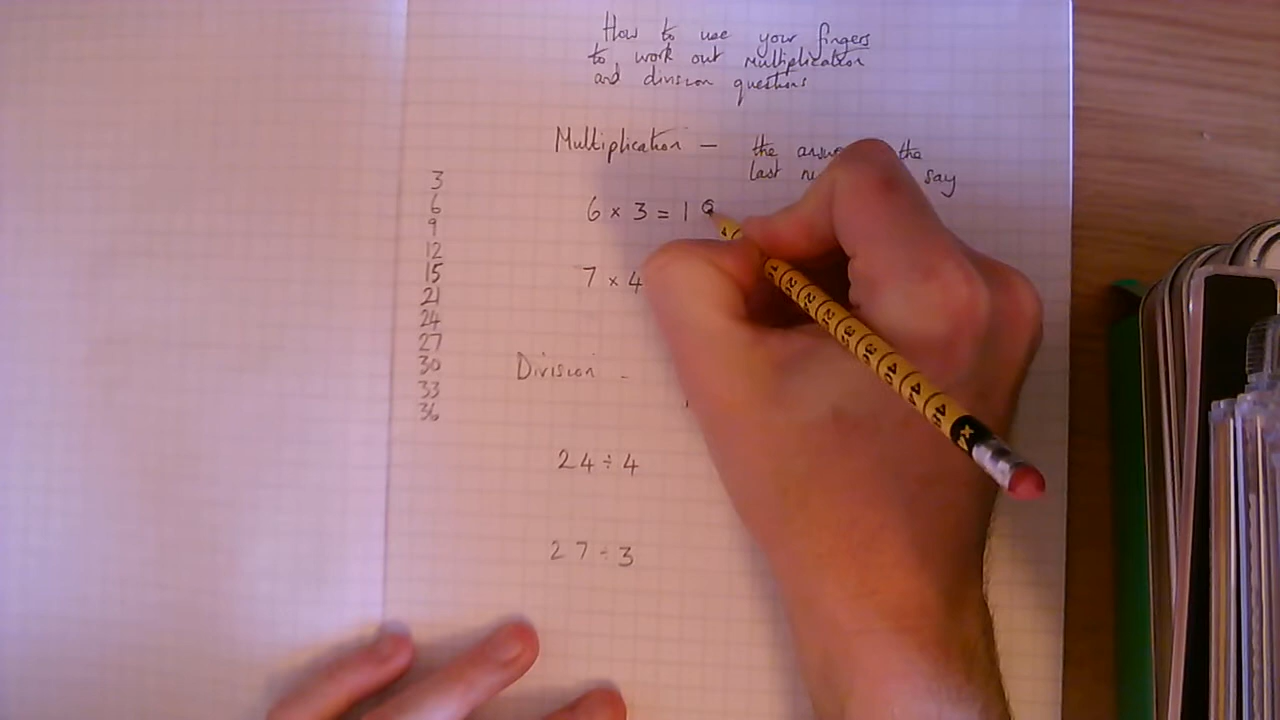 How to use your fingers
to work out multiplication
and division questions
Multiplication – the
last say
3
6
9
12
15
21
24
27
30
33
36
6 × 3 = 1
7 × 4
Division –
24 ÷ 4
27 ÷ 3